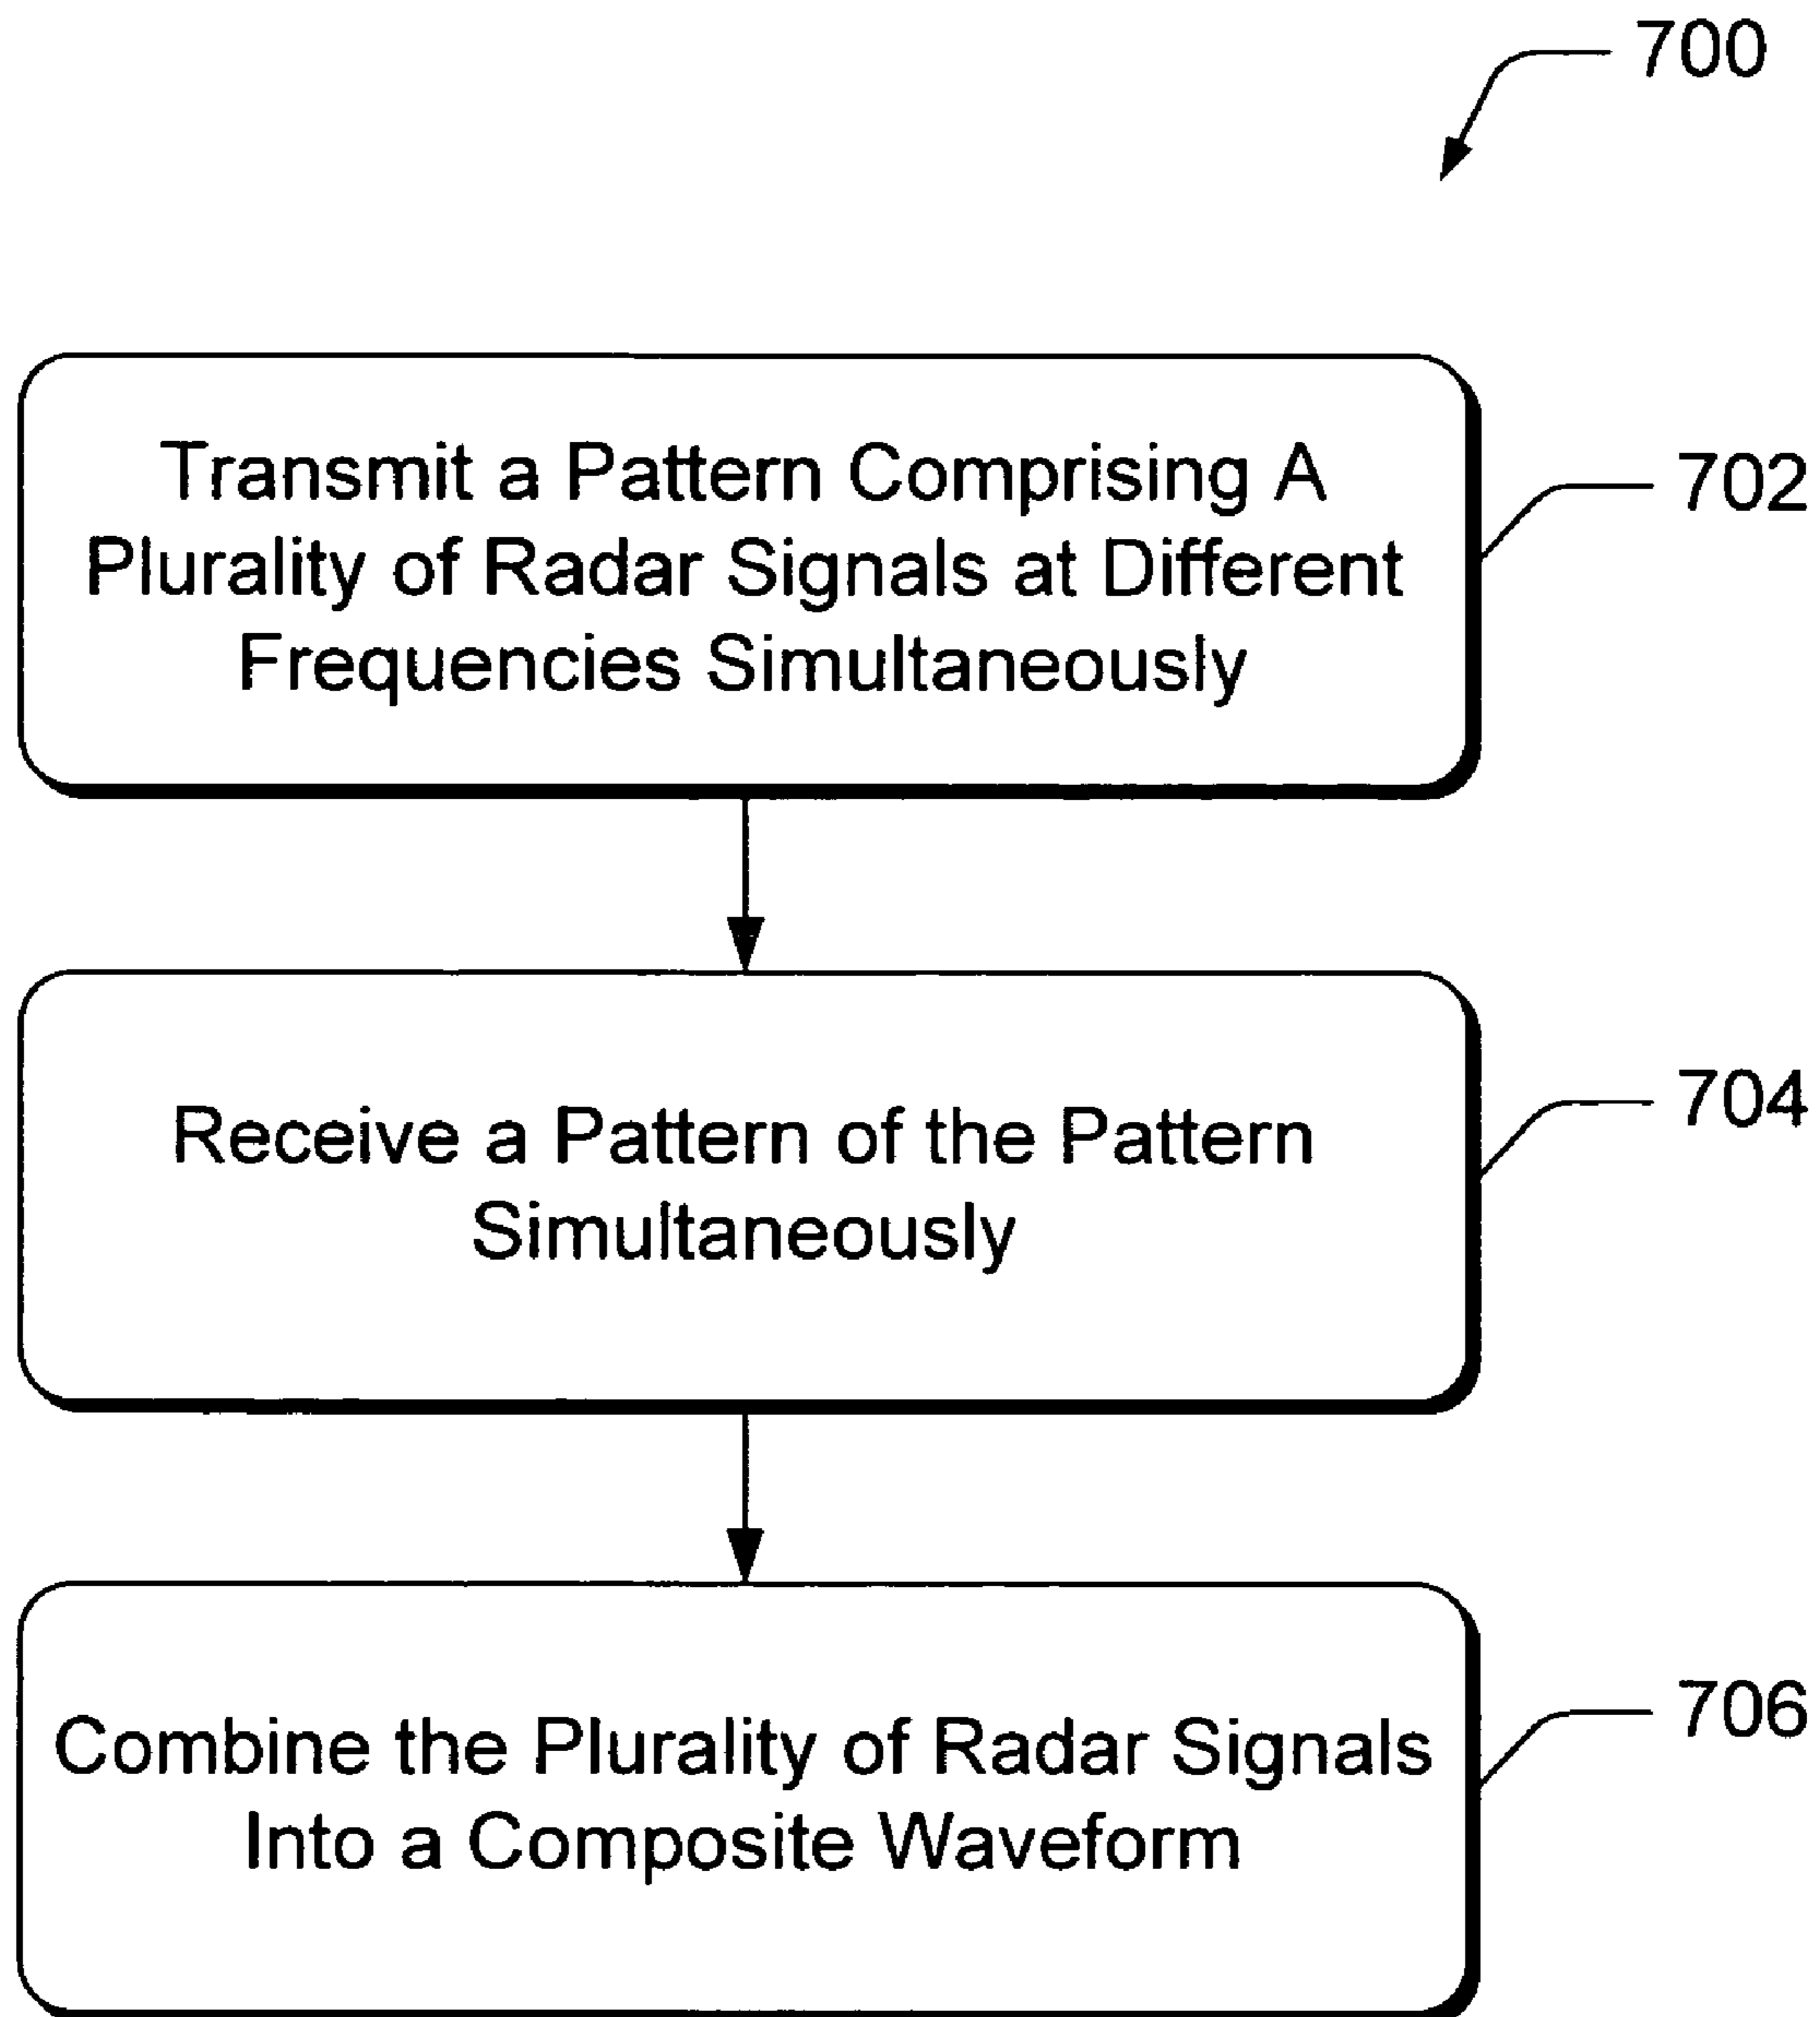 700
Transmit a Pattern Comprising A
Plurality of Radar Signals at Different
Frequencies Simultaneously
702
Receive a Pattern of the Pattern
Simultaneously
704
Combine the Plurality of Radar Signals
Into a Composite Waveform
706